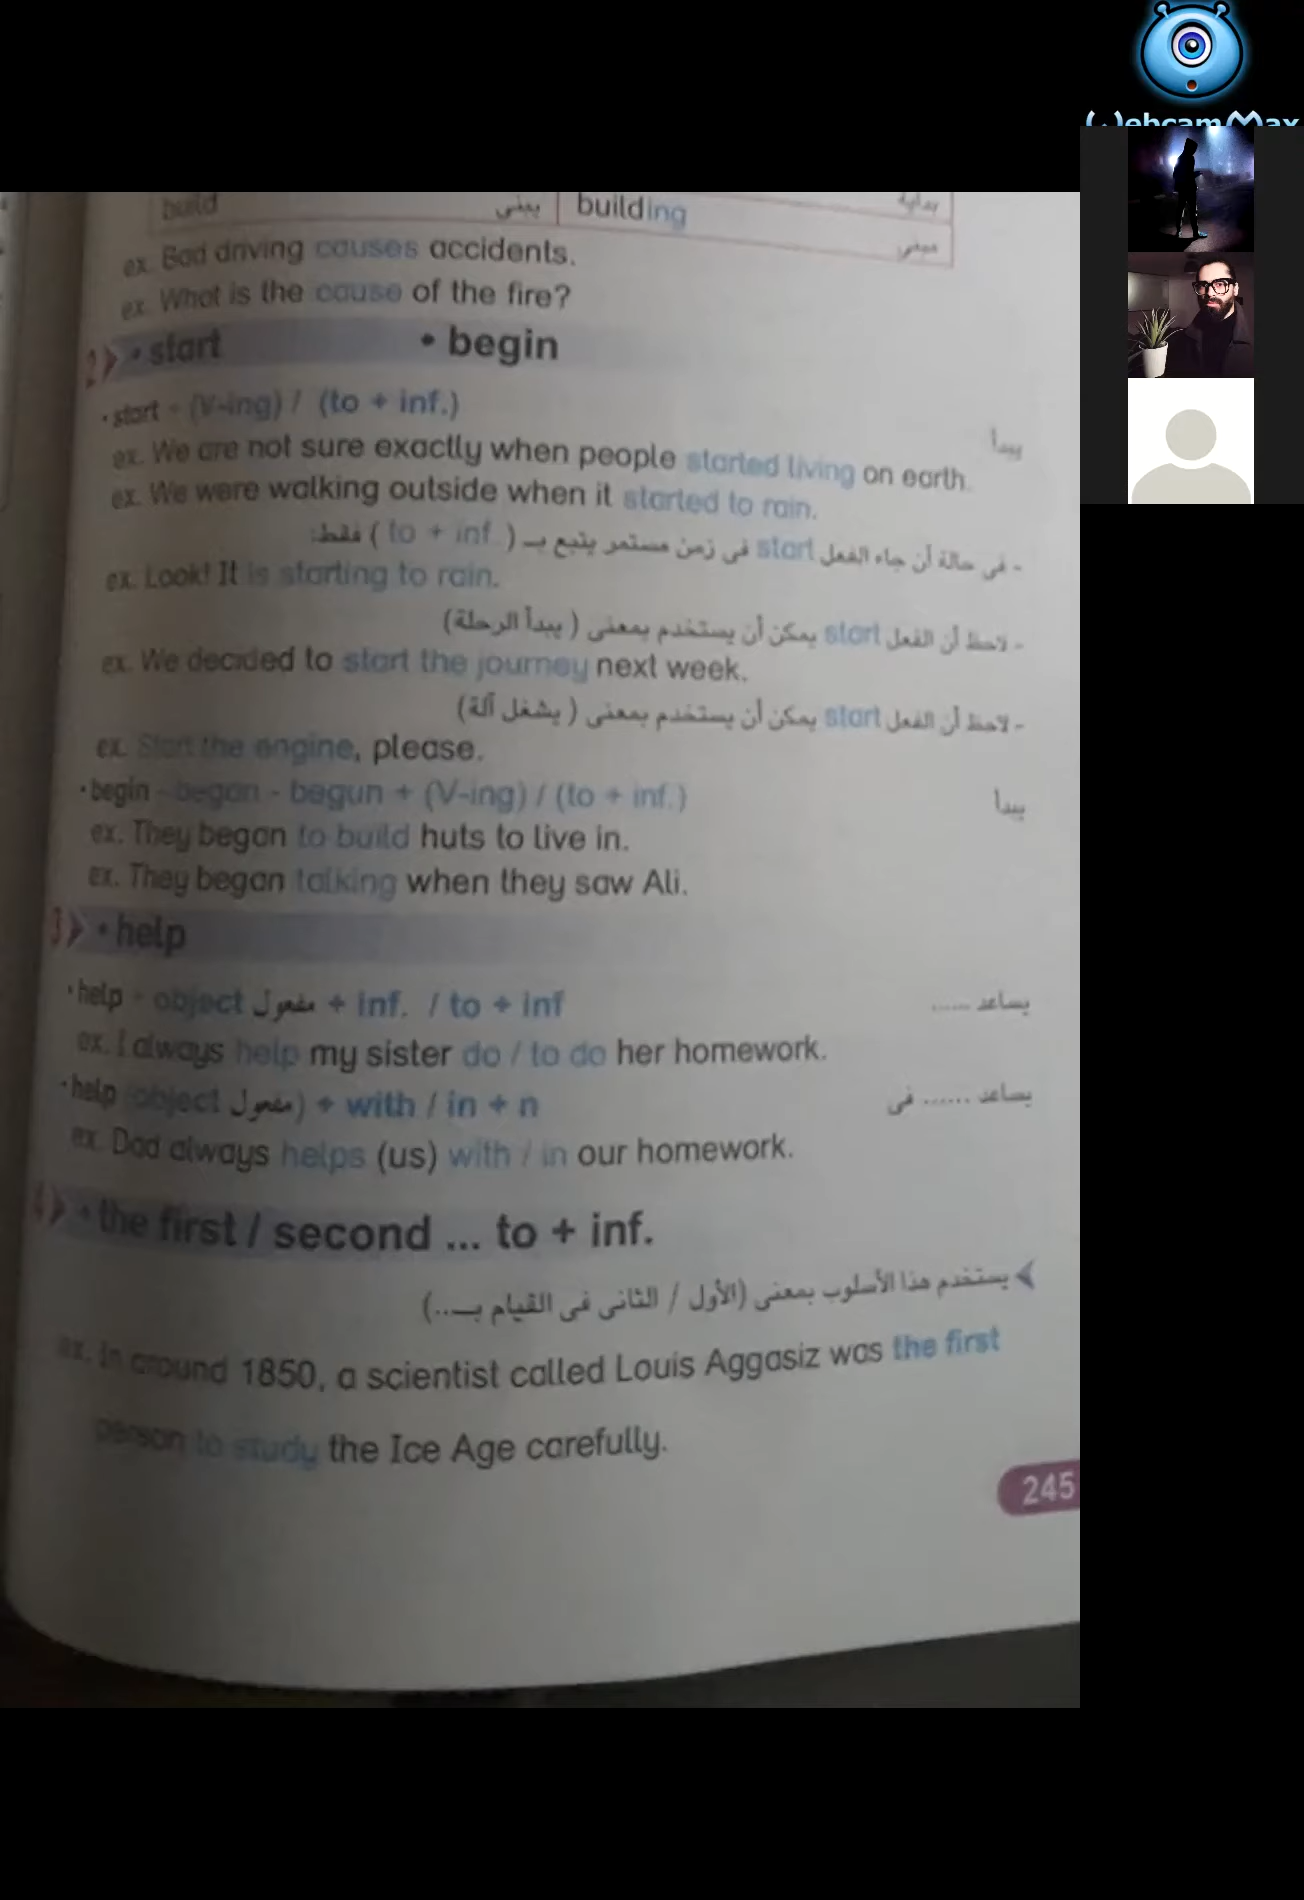 WebcamMax
build يبنى building بداية
مبنى
ex. Bad driving causes accidents.
ex. What is the cause of the fire?
2 • start • begin
• start - (V-ing) / (to + inf.) يبدأ
ex. We are not sure exactly when people started living on earth.
ex. We were walking outside when it started to rain.
- فى حالة أن جاء الفعل start فى زمن مستمر يتبع بـ ( to + inf. ) فقط:
ex. Look! It is starting to rain.
- لاحظ أن الفعل start يمكن أن يستخدم بمعنى ( يبدأ الرحلة)
ex. We decided to start the journey next week.
- لاحظ أن الفعل start يمكن أن يستخدم بمعنى ( يشغل آلة)
ex. Start the engine, please.
• begin - began - begun + (V-ing) / (to + inf.) يبدأ
ex. They began to build huts to live in.
ex. They began talking when they saw Ali.
3 • help
• help - object مفعول + inf. / to + inf يساعد ......
ex. I always help my sister do / to do her homework.
• help (object مفعول) + with / in + n يساعد ...... فى
ex. Dad always helps (us) with / in our homework.
4 • the first / second ... to + inf.
يستخدم هذا الأسلوب بمعنى (الأول / الثانى فى القيام بـ...)
ex. In around 1850, a scientist called Louis Aggasiz was the first
person to study the Ice Age carefully.
245